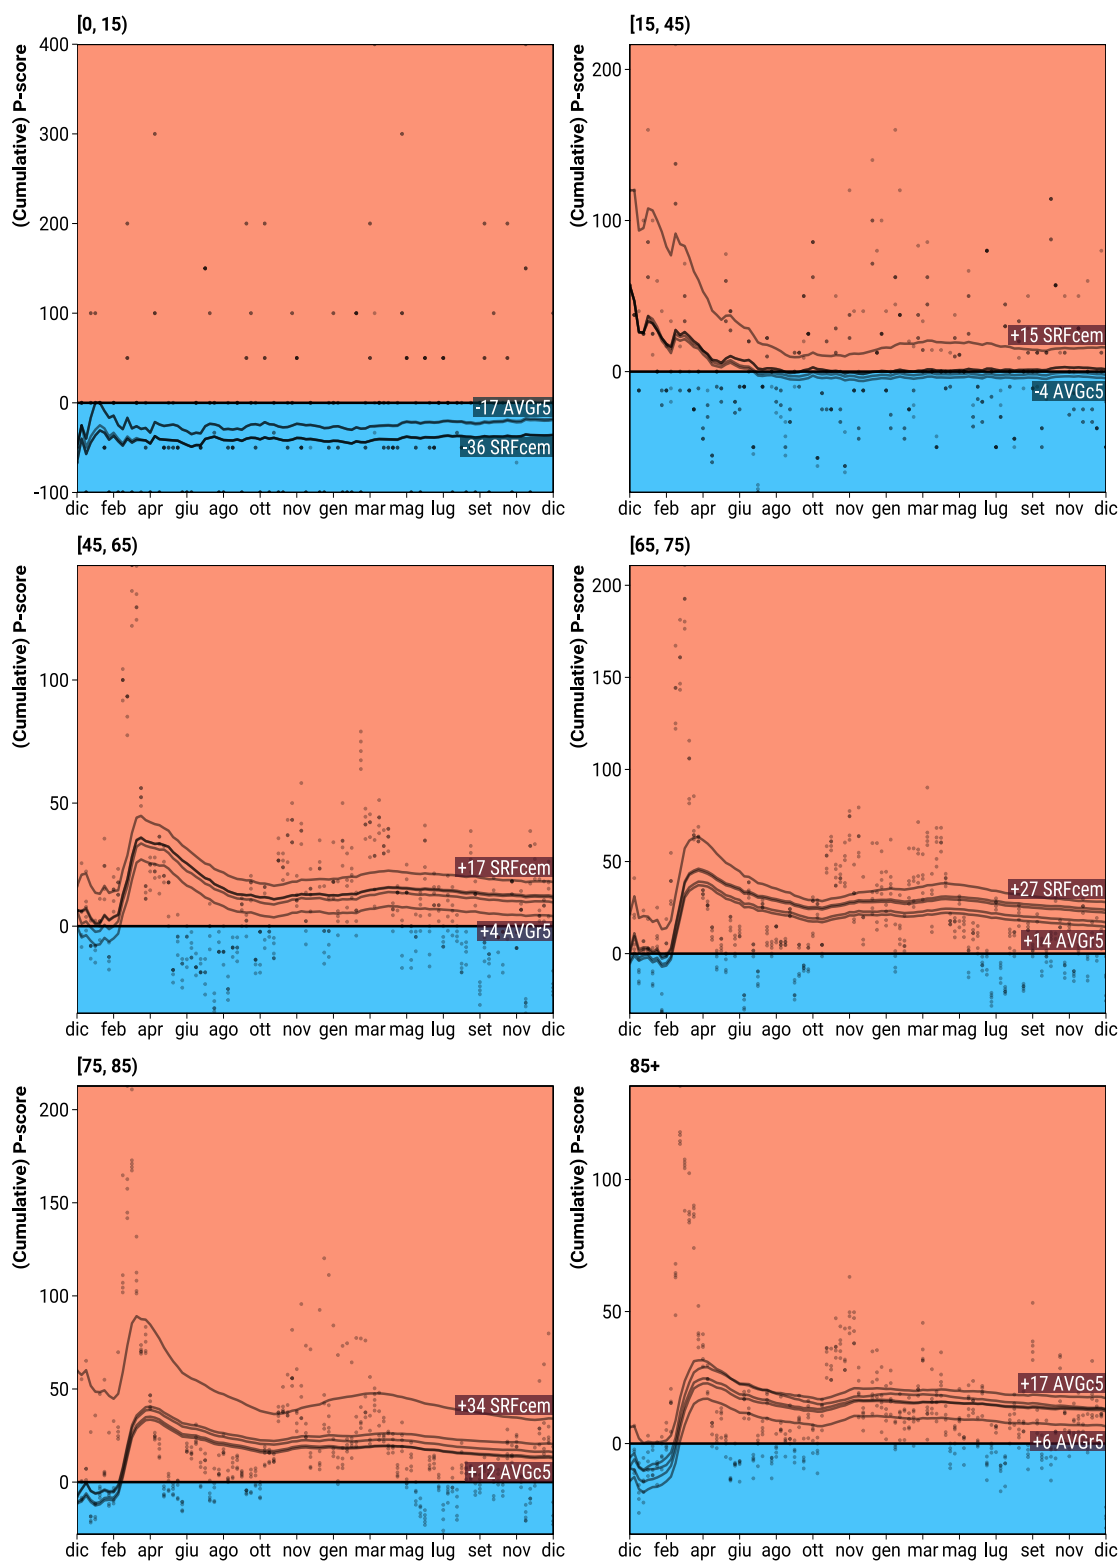 [0, 15)
(Cumulative) P-score
400
300
200
100
0
-100
-17 AVGr5
-36 SRFcem
dic feb apr giu ago ott nov gen mar mag lug set nov dic
[15, 45)
(Cumulative) P-score
200
100
0
+15 SRFcem
-4 AVGc5
dic feb apr giu ago ott nov gen mar mag lug set nov dic
[45, 65)
(Cumulative) P-score
100
50
0
+17 SRFcem
+4 AVGr5
dic feb apr giu ago ott nov gen mar mag lug set nov dic
[65, 75)
(Cumulative) P-score
200
150
100
50
0
+27 SRFcem
+14 AVGr5
dic feb apr giu ago ott nov gen mar mag lug set nov dic
[75, 85)
(Cumulative) P-score
200
150
100
50
0
+34 SRFcem
+12 AVGc5
dic feb apr giu ago ott nov gen mar mag lug set nov dic
85+
(Cumulative) P-score
100
50
0
+17 AVGc5
+6 AVGr5
dic feb apr giu ago ott nov gen mar mag lug set nov dic